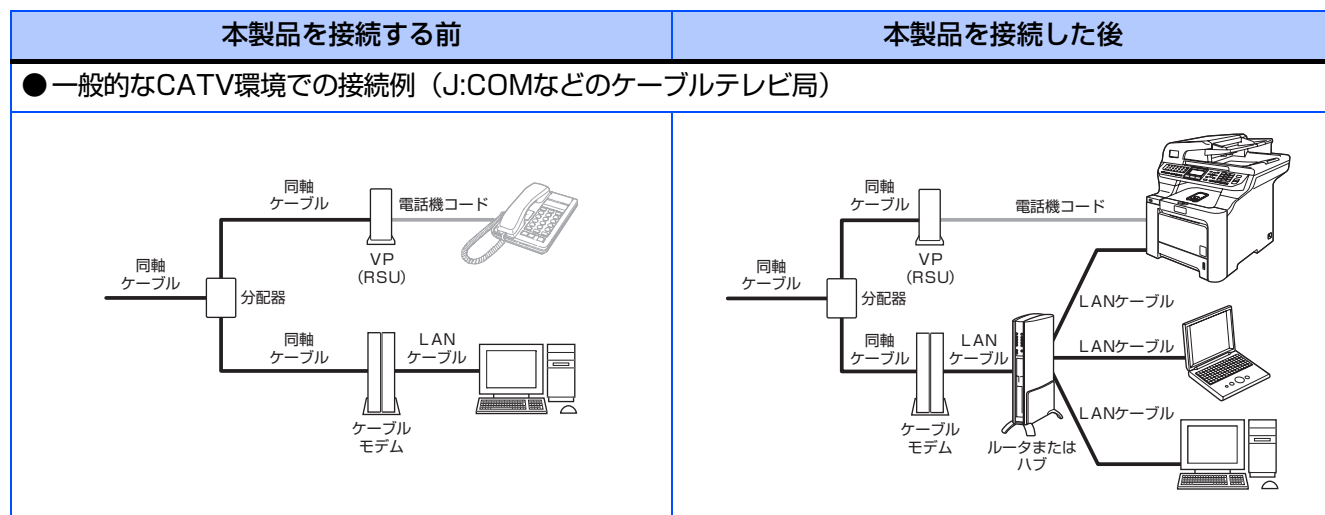 本製品を接続する前
本製品を接続した後
●一般的なCATV環境での接続例（J:COMなどのケーブルテレビ局）
同軸
ケーブル
電話機コード
VP
(RSU)
同軸
ケーブル
分配器
同軸
ケーブル
LAN
ケーブル
ケーブル
モデム
同軸
ケーブル
電話機コード
VP
(RSU)
同軸
ケーブル
分配器
LANケーブル
同軸
ケーブル
LAN
ケーブル
LANケーブル
LANケーブル
ケーブル
モデム
ルータまたは
ハブ